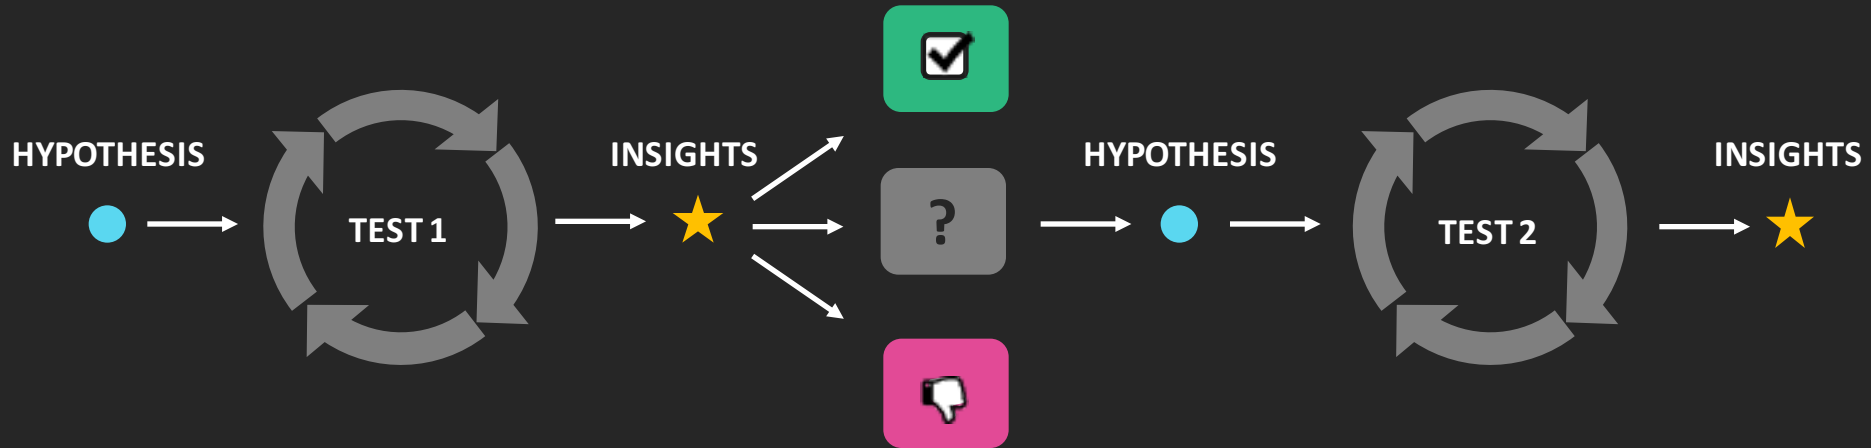 HYPOTHESIS
TEST 1
INSIGHTS
?
HYPOTHESIS
TEST 2
INSIGHTS